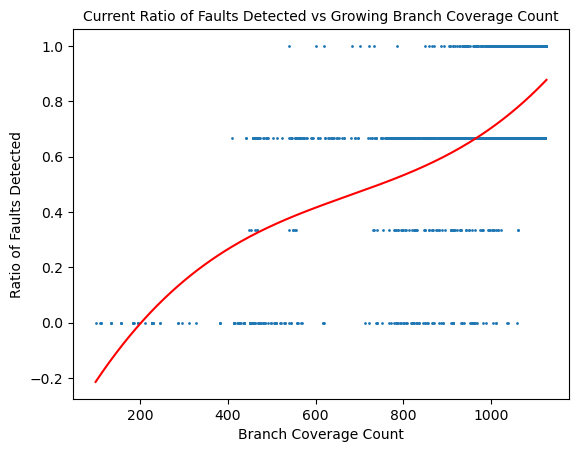 Current Ratio of Faults Detected vs Growing Branch Coverage Count
Ratio of Faults Detected
1.0
0.8
0.6
0.4
0.2
0.0
−0.2
200 400 600 800 1000
Branch Coverage Count